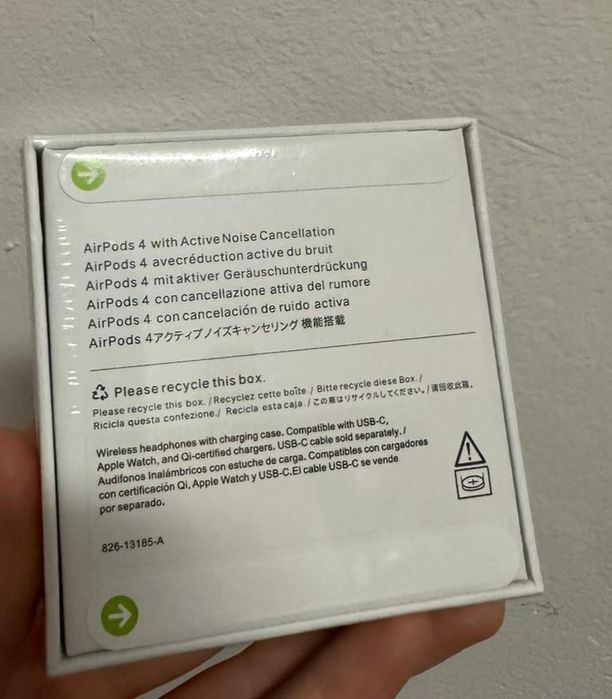 AirPods 4 with Active Noise Cancellation
AirPods 4 avecréduction active du bruit
AirPods 4 mit aktiver Geräuschunterdrückung
AirPods 4 con cancellazione attiva del rumore
AirPods 4 con cancelación de ruido activa
AirPods 4アクティブノイズキャンセリング 機能搭載
Please recycle this box.
Please recycle this box. / Recyclez cette boîte / Bitte recycle diese Box. /
Ricicla questa confezione. / Recicla esta caja. / この箱はリサイクルしてください。/ 请回收此箱。
Wireless headphones with charging case. Compatible with USB-C,
Apple Watch, and Qi-certified chargers. USB-C cable sold separately. /
Audífonos Inalámbricos con estuche de carga. Compatibles con cargadores
con certificación Qi, Apple Watch y USB-C.El cable USB-C se vende
por separado.
826-13185-A